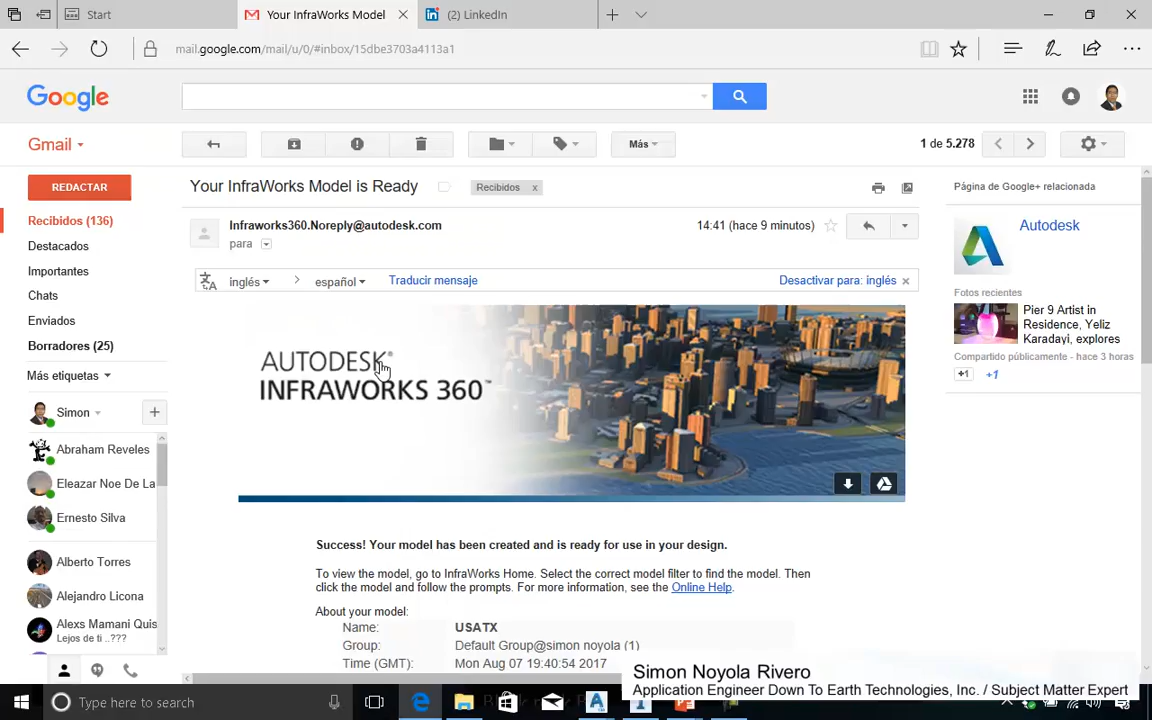 Start
Your InfraWorks Model
(2) LinkedIn
mail.google.com/mail/u/0/#inbox/15dbe3703a4113a1
Google
Gmail
Más
1 de 5.278
REDACTAR
Recibidos (136)
Destacados
Importantes
Chats
Enviados
Borradores (25)
Más etiquetas
Simon
Abraham Reveles
Eleazar Noe De La
Ernesto Silva
Alberto Torres
Alejandro Licona
Alexs Mamani Quis
Lejos de ti ..???
Your InfraWorks Model is Ready
Recibidos x
Infraworks360.Noreply@autodesk.com
14:41 (hace 9 minutos)
para
inglés
español
Traducir mensaje
Desactivar para: inglés
AUTODESK®
INFRAWORKS 360™
Success! Your model has been created and is ready for use in your design.
To view the model, go to InfraWorks Home. Select the correct model filter to find the model. Then
click the model and follow the prompts. For more information, see the Online Help.
About your model:
Name: USATX
Group: Default Group@simon noyola (1)
Time (GMT): Mon Aug 07 19:40:54 2017
Página de Google+ relacionada
Autodesk
Fotos recientes
Pier 9 Artist in
Residence, Yeliz
Karadayi, explores
Compartido públicamente - hace 3 horas
+1 +1
Simon Noyola Rivero
Application Engineer Down To Earth Technologies, Inc. / Subject Matter Expert
Type here to search